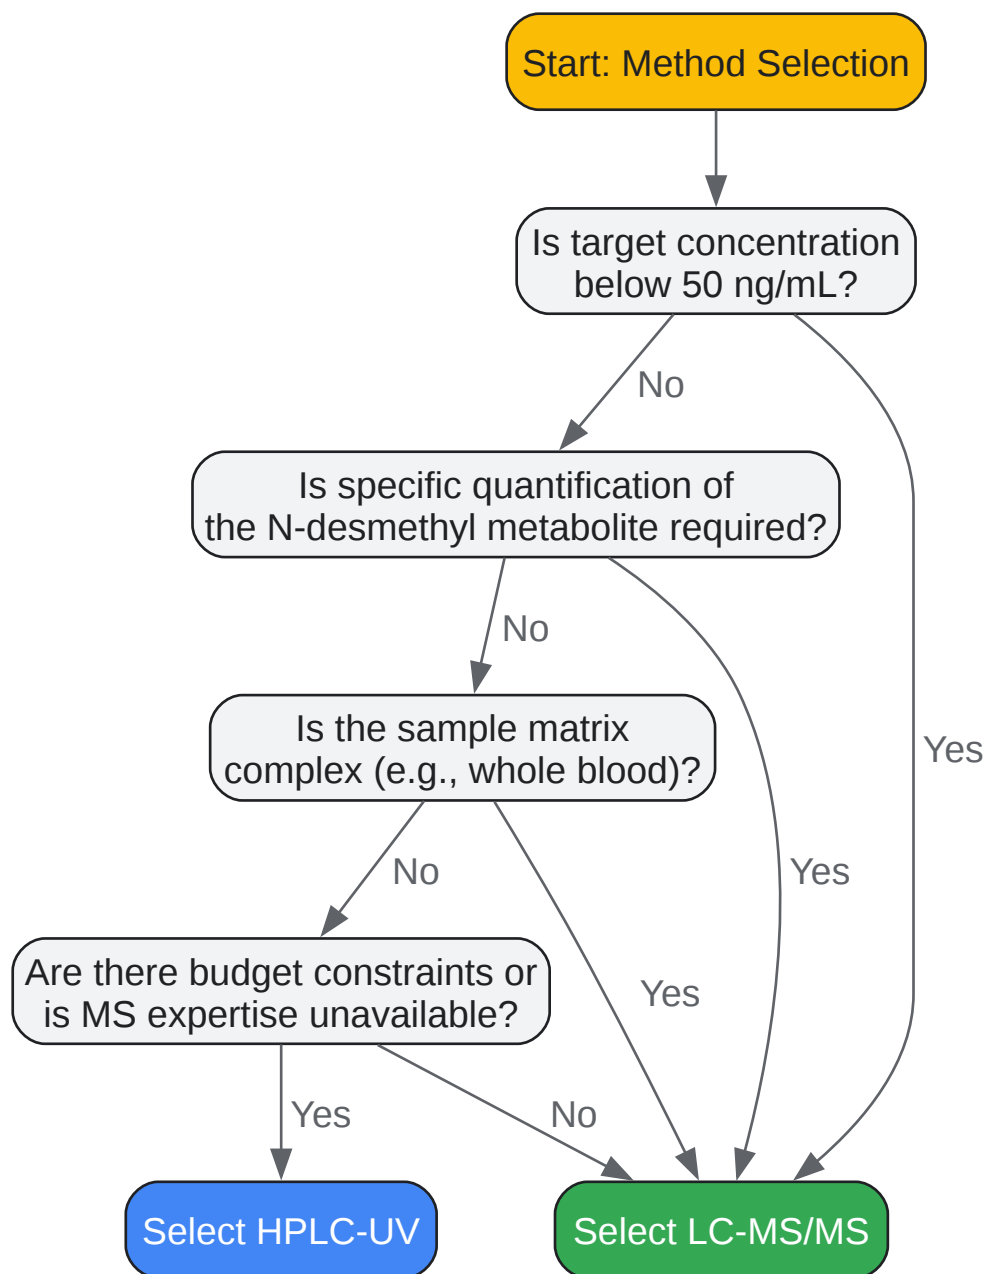 Start: Method Selection
Is target concentration
below 50 ng/mL?
No
Is specific quantification of
the N-desmethyl metabolite required?
No
Is the sample matrix
complex (e.g., whole blood)?
Yes
No
Yes
Are there budget constraints or
is MS expertise unavailable?
Yes
Yes
No
Select HPLC-UV
Select LC-MS/MS